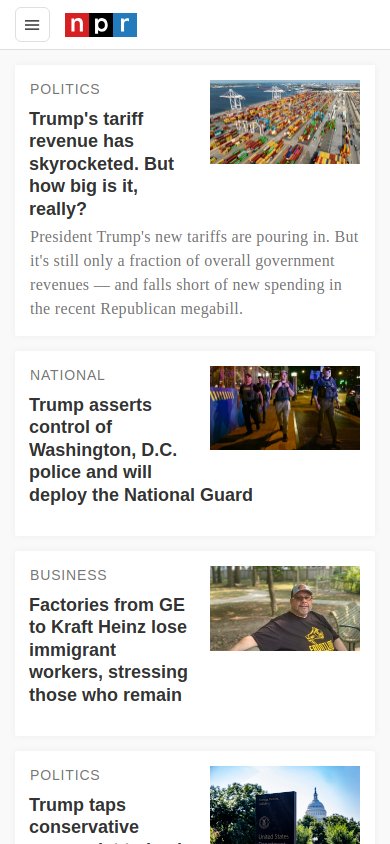 npr
POLITICS
Trump's tariff
revenue has
skyrocketed. But
how big is it,
really?
President Trump's new tariffs are pouring in. But
it's still only a fraction of overall government
revenues — and falls short of new spending in
the recent Republican megabill.
NATIONAL
Trump asserts
control of
Washington, D.C.
police and will
deploy the National Guard
BUSINESS
Factories from GE
to Kraft Heinz lose
immigrant
workers, stressing
those who remain
POLITICS
Trump taps
conservative
United States